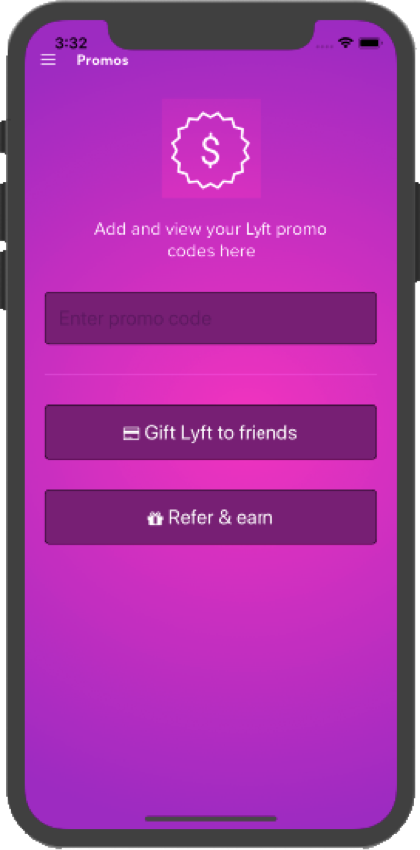 3:32
Promos
$
Add and view your Lyft promo
codes here
Enter promo code
Gift Lyft to friends
Refer & earn